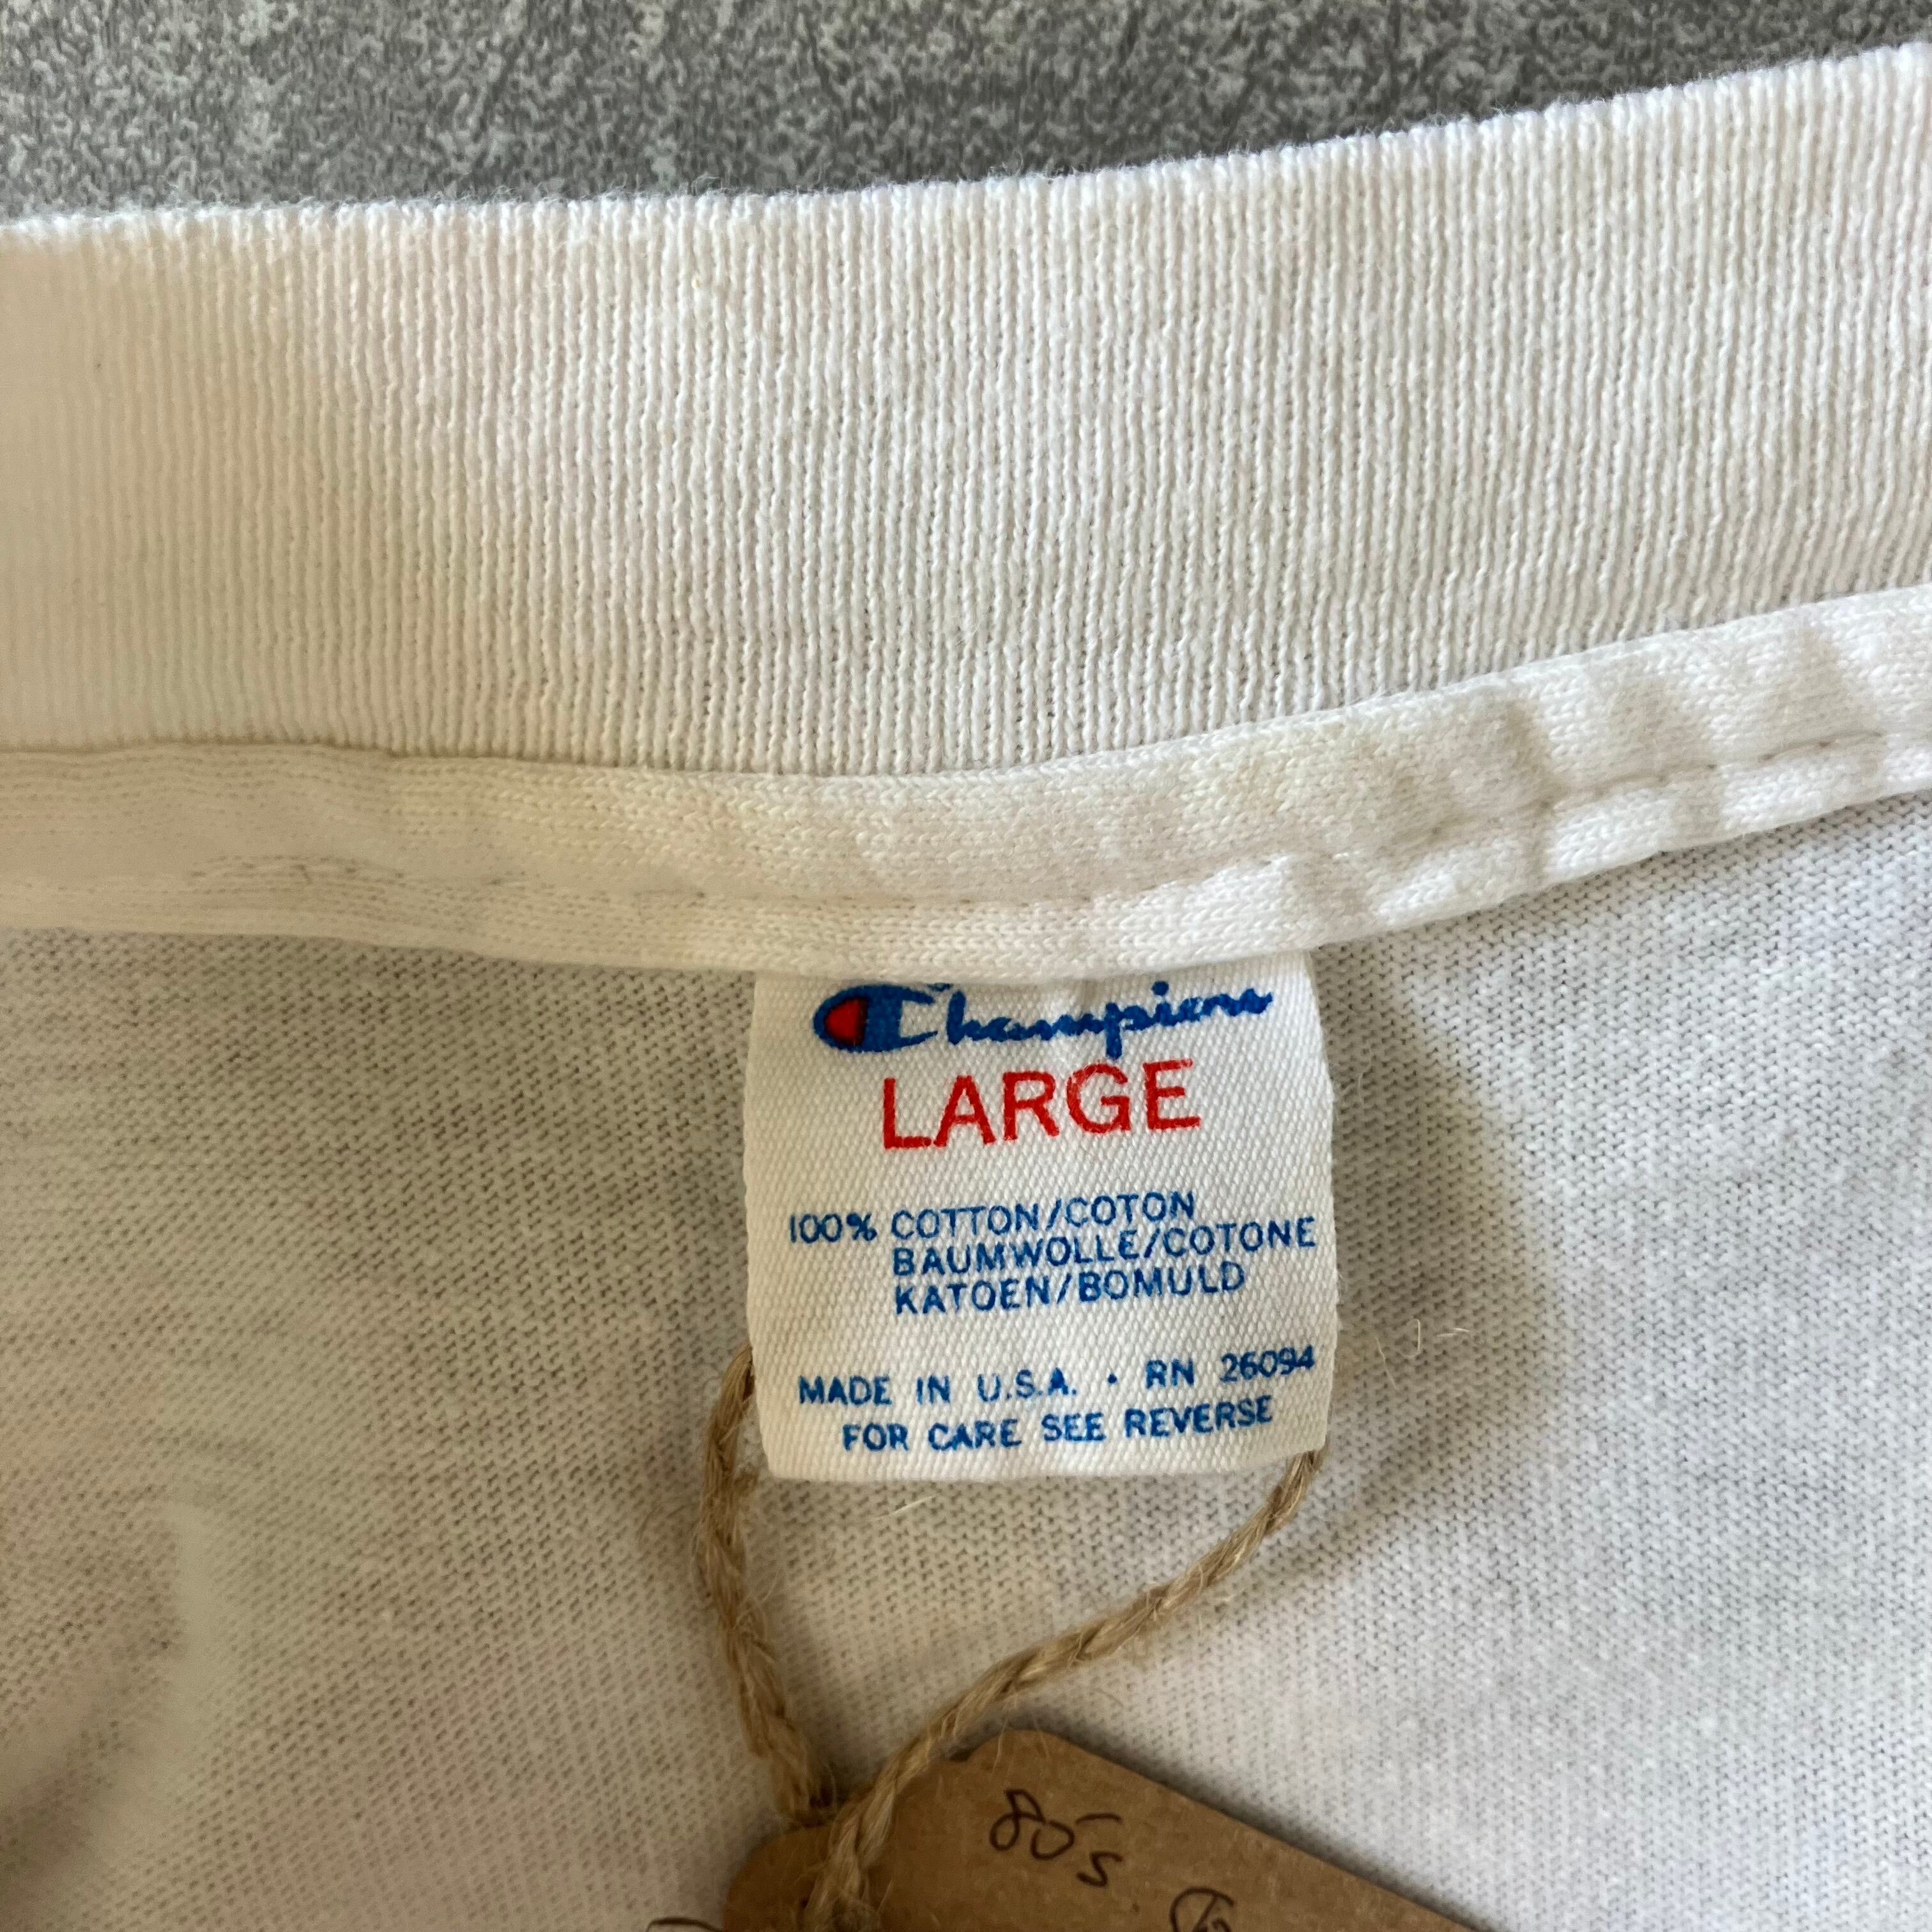 Champion
LARGE
100% COTTON/COTON
BAUMWOLLE/COTONE
KATOEN/BOMULD
MADE IN U.S.A. • RN 26094
FOR CARE SEE REVERSE
80's